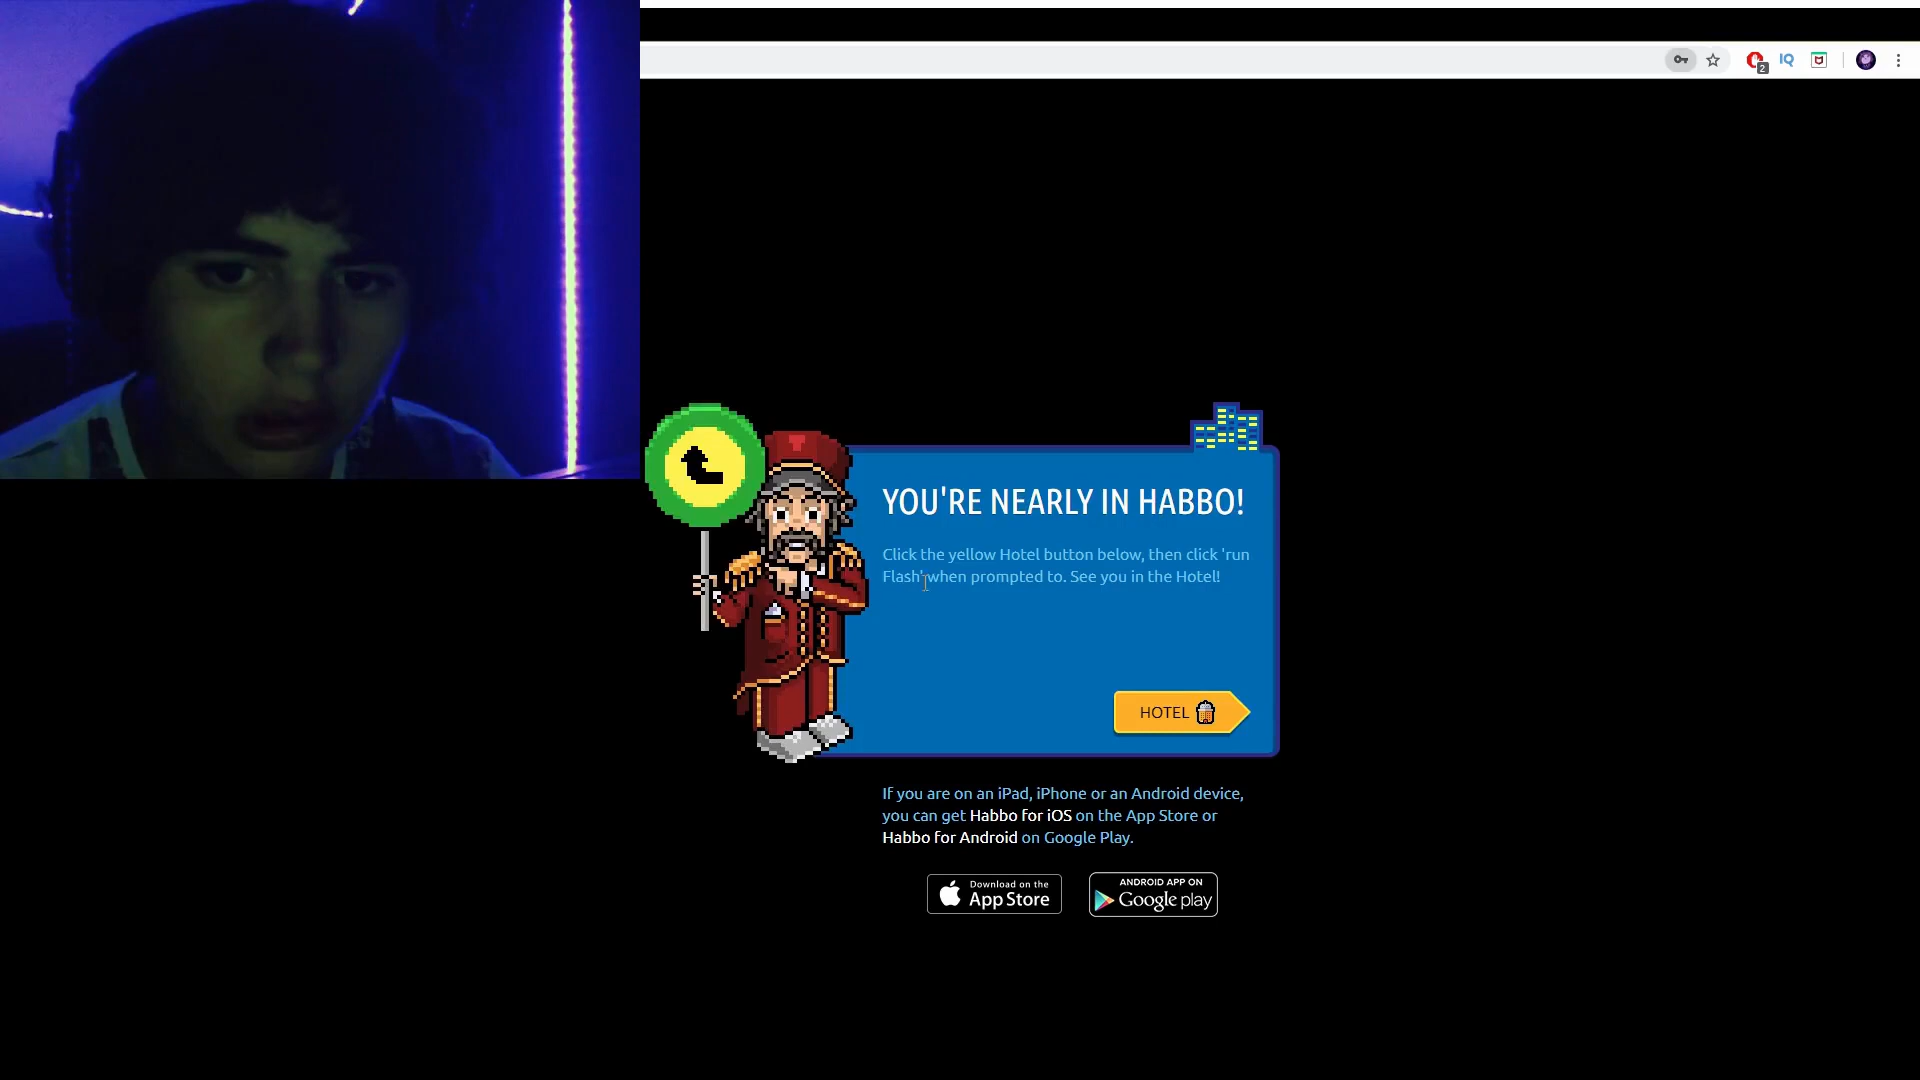 2
IQ
YOU'RE NEARLY IN HABBO!
Click the yellow Hotel button below, then click 'run
Flash' when prompted to. See you in the Hotel!
HOTEL
If you are on an iPad, iPhone or an Android device,
you can get Habbo for iOS on the App Store or
Habbo for Android on Google Play.
Download on the
App Store
ANDROID APP ON
Google play